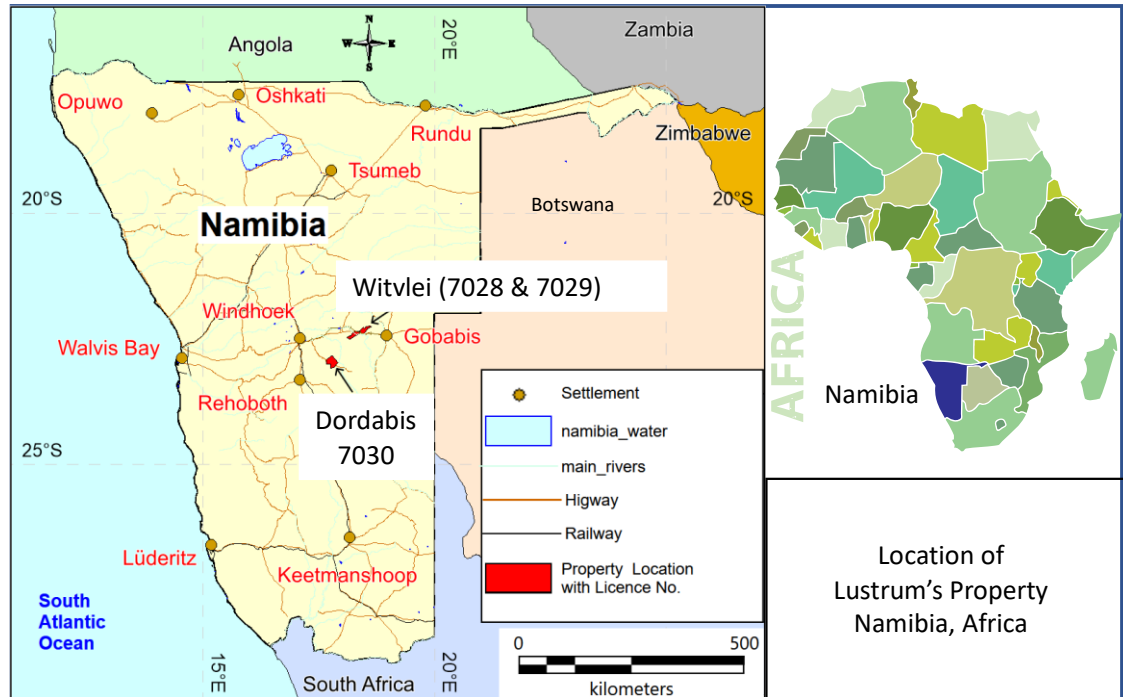 Angola
N
W E
S
20°E
Zambia
Opuwo
Oshkati
Rundu
Zimbabwe
Tsumeb
20°S
20°S
Namibia
Botswana
Witvlei (7028 & 7029)
Windhoek
Gobabis
Walvis Bay
Rehoboth
Dordabis
7030
25°S
Lüderitz
Keetmanshoop
South
Atlantic
Ocean
15°E
20°E
South Africa
Settlement
namibia_water
main_rivers
Higway
Railway
Property Location
with Licence No.
0 500
kilometers
AFRICA
Namibia
Location of
Lustrum’s Property
Namibia, Africa